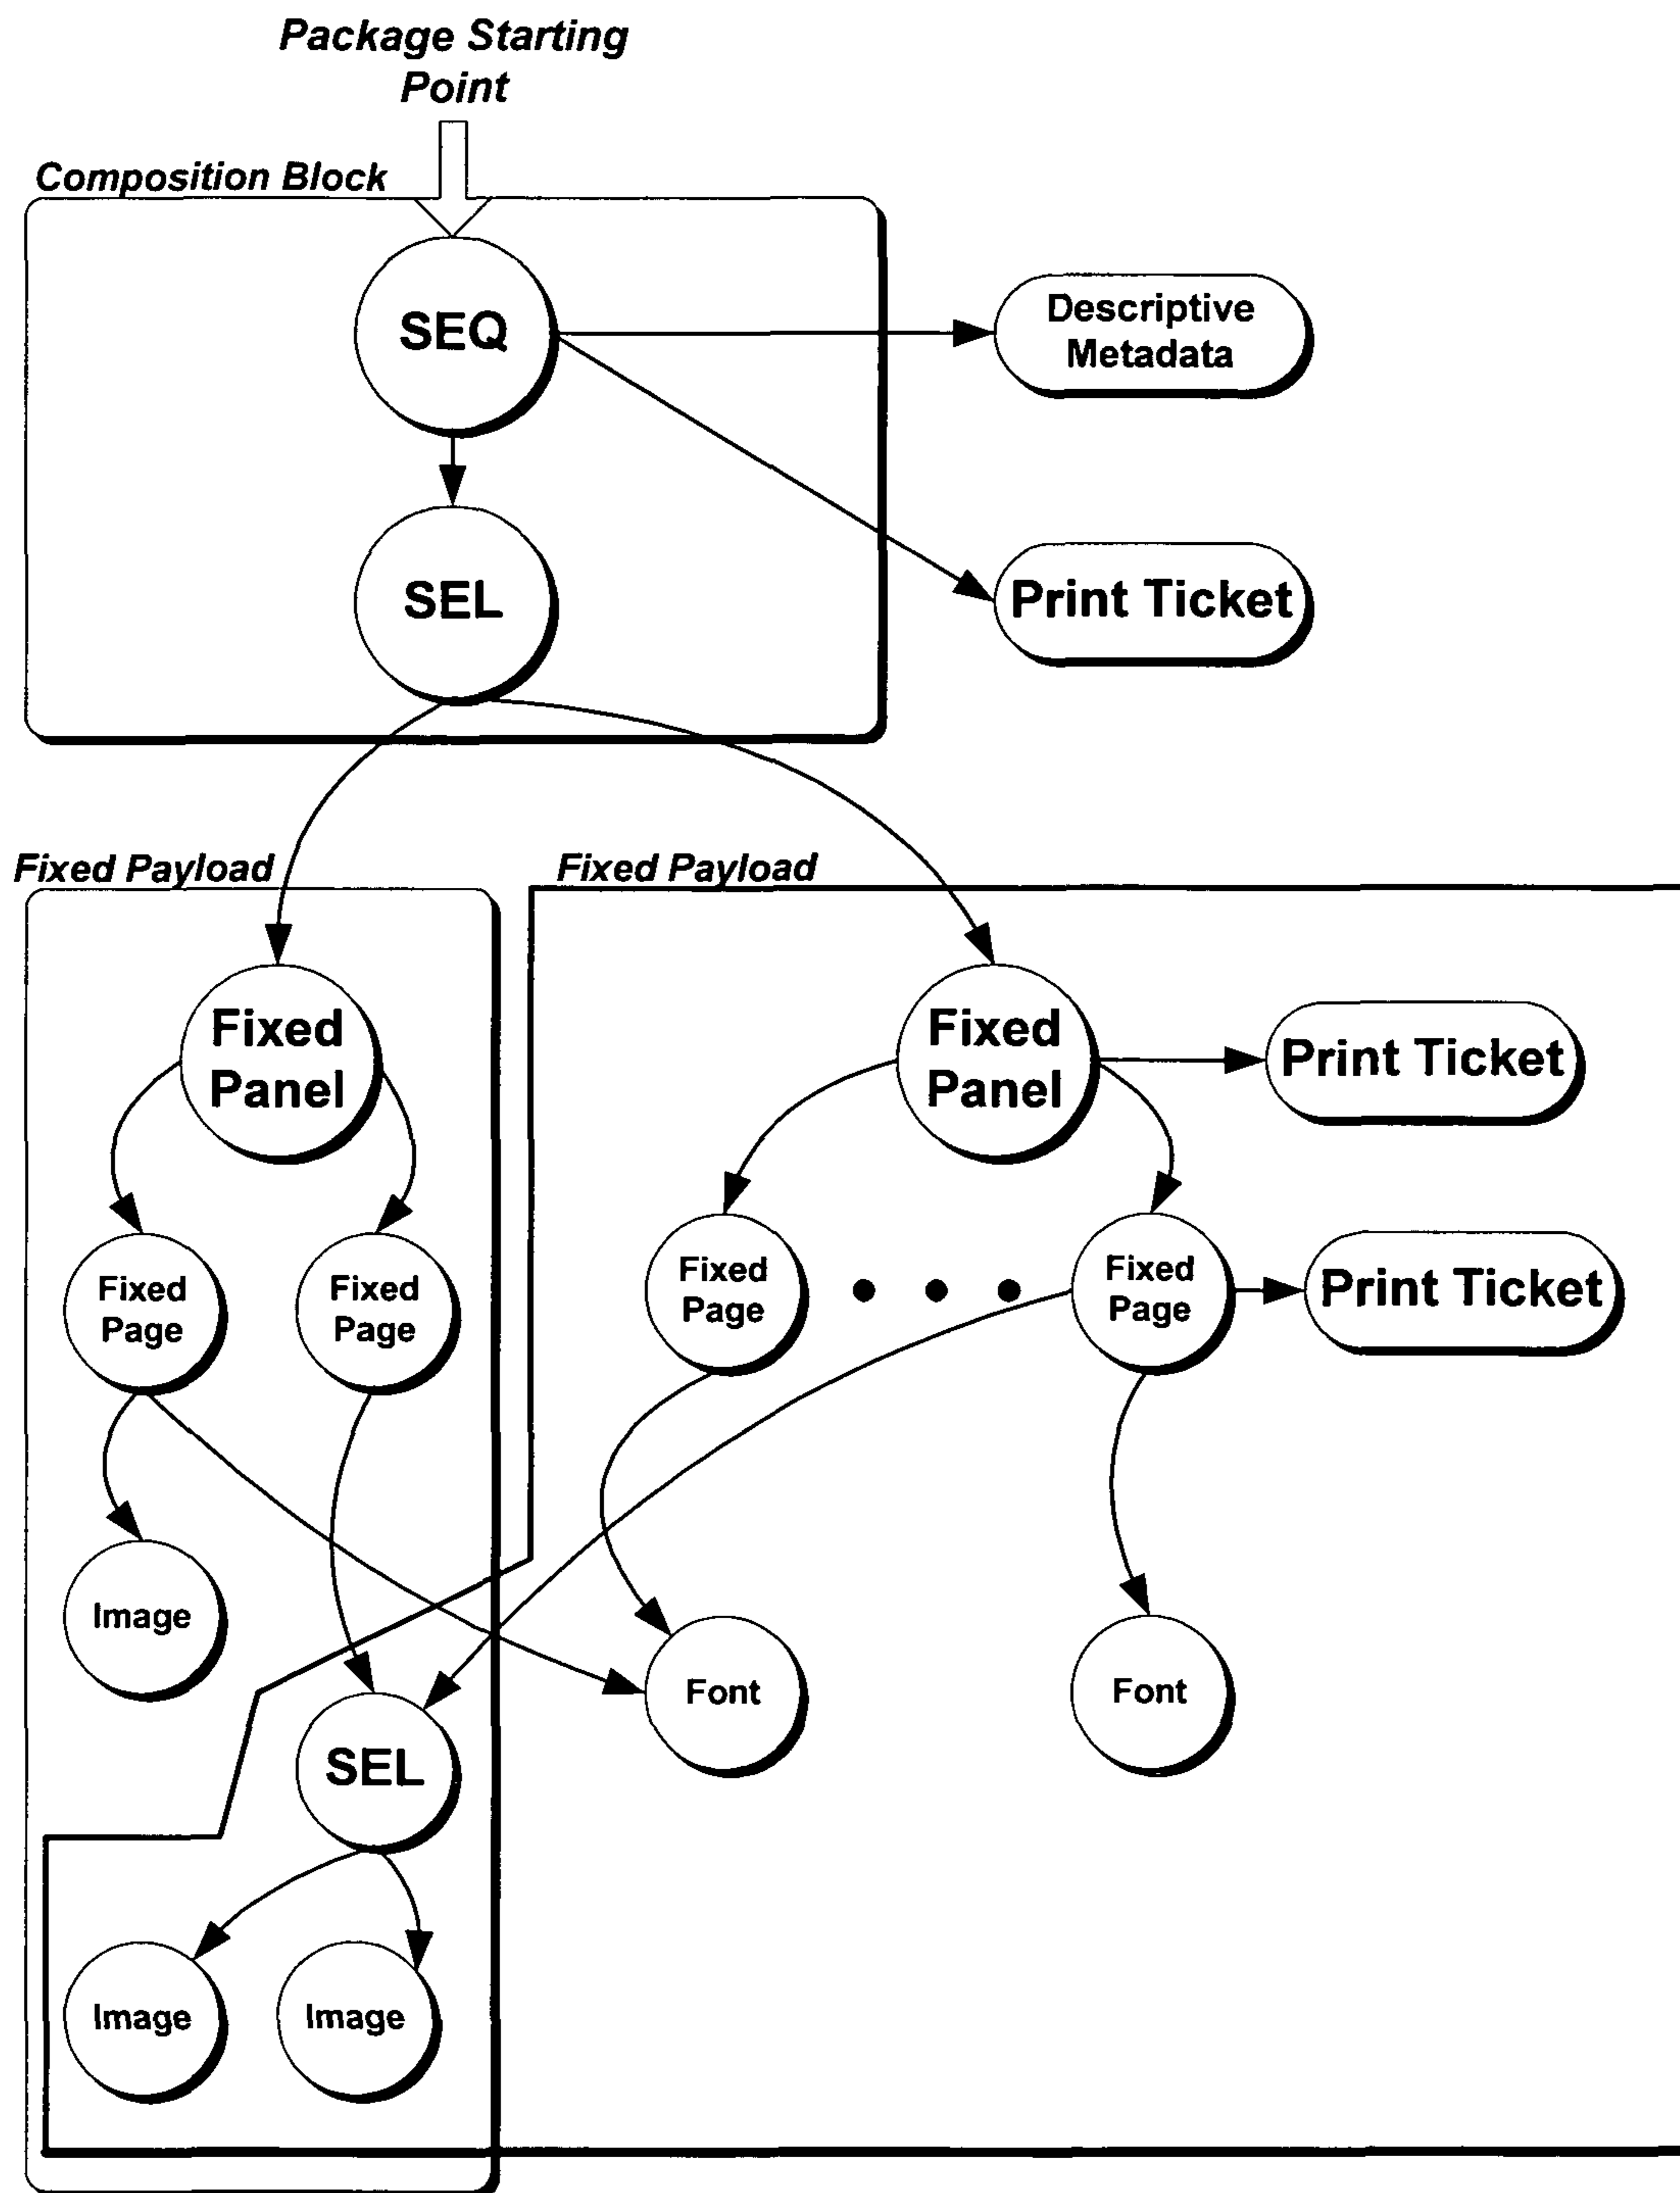 Package Starting
Point
Composition Block
SEQ
Descriptive
Metadata
SEL
Print Ticket
Fixed Payload
Fixed Payload
Fixed
Panel
Fixed
Panel
Print Ticket
Fixed
Page
Fixed
Page
Fixed
Page
Fixed
Page
Print Ticket
Image
Font
Font
SEL
Image
Image